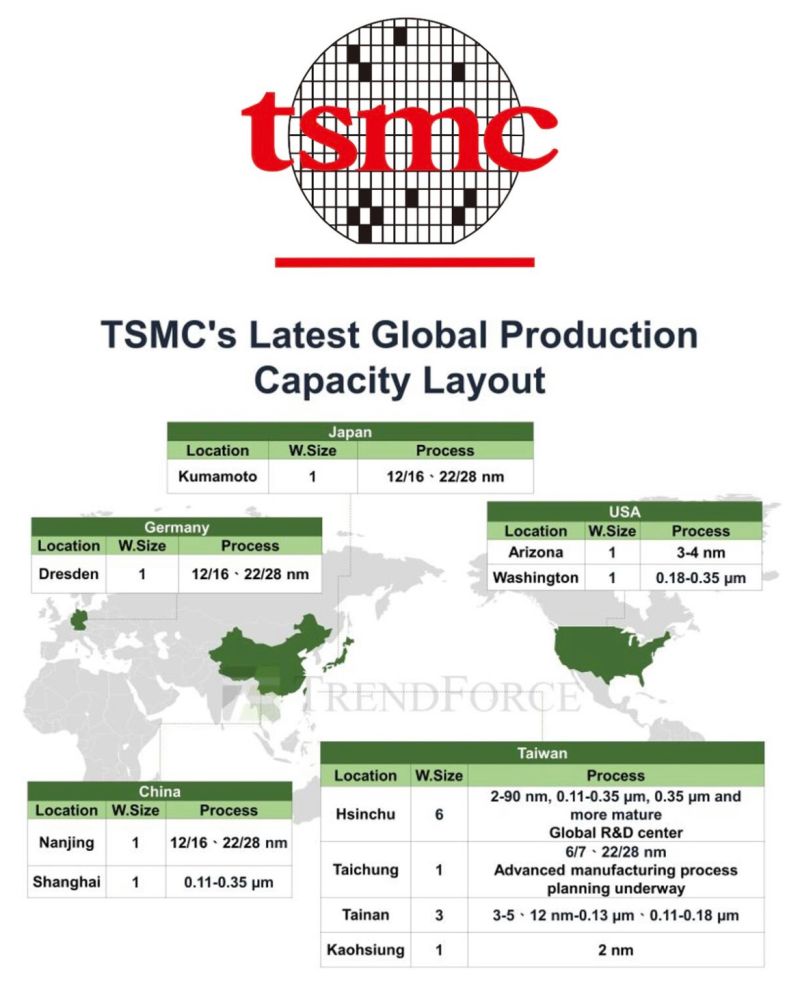 tsmc
TSMC's Latest Global Production
Capacity Layout
Japan
Location W.Size Process
Kumamoto 1 12/16、22/28 nm
Germany
Location W.Size Process
Dresden 1 12/16、22/28 nm
USA
Location W.Size Process
Arizona 1 3-4 nm
Washington 1 0.18-0.35 µm
TRENDFORCE
China
Location W.Size Process
Nanjing 1 12/16、22/28 nm
Shanghai 1 0.11-0.35 µm
Taiwan
Location W.Size Process
Hsinchu 6 2-90 nm, 0.11-0.35 µm, 0.35 µm and
more mature
Global R&D center
Taichung 1 6/7、22/28 nm
Advanced manufacturing process
planning underway
Tainan 3 3-5、12 nm-0.13 µm、0.11-0.18 µm
Kaohsiung 1 2 nm